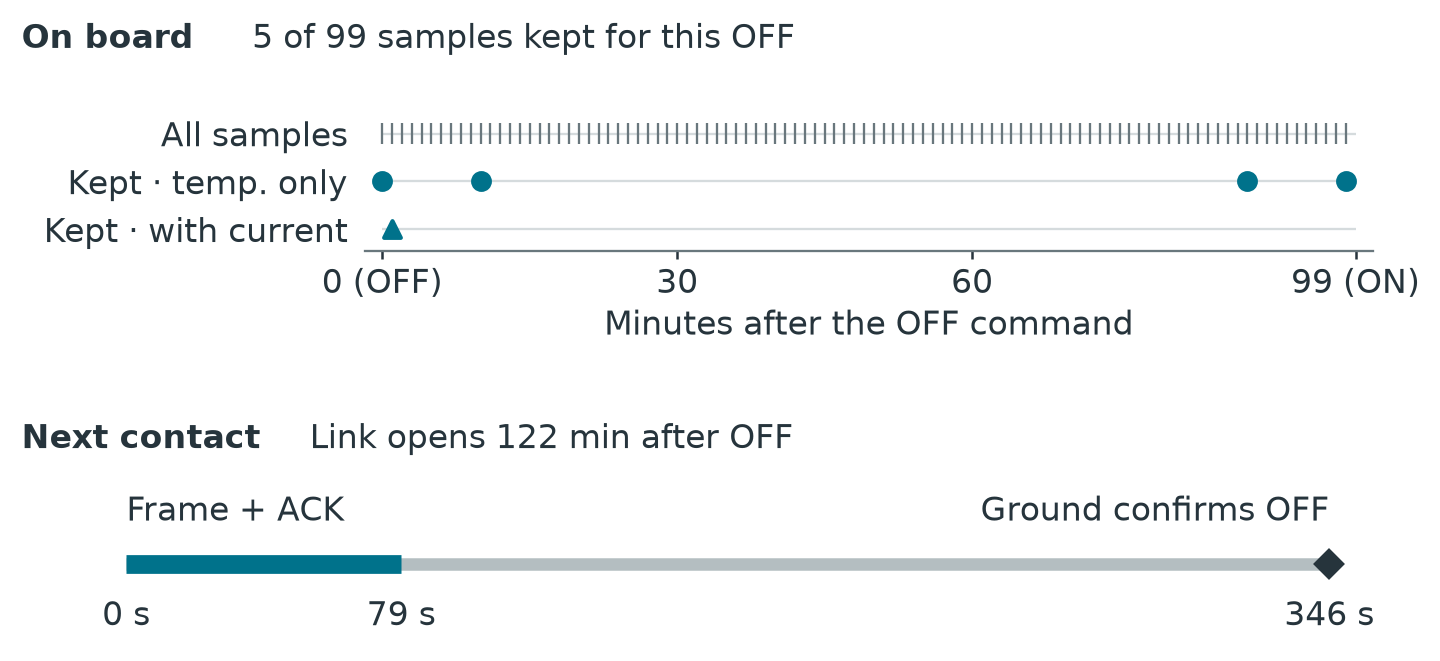 On board 5 of 99 samples kept for this OFF
All samples
Kept · temp. only
Kept · with current
0 (OFF) 30 60 99 (ON)
Minutes after the OFF command
Next contact Link opens 122 min after OFF
Frame + ACK Ground confirms OFF
0 s 79 s 346 s